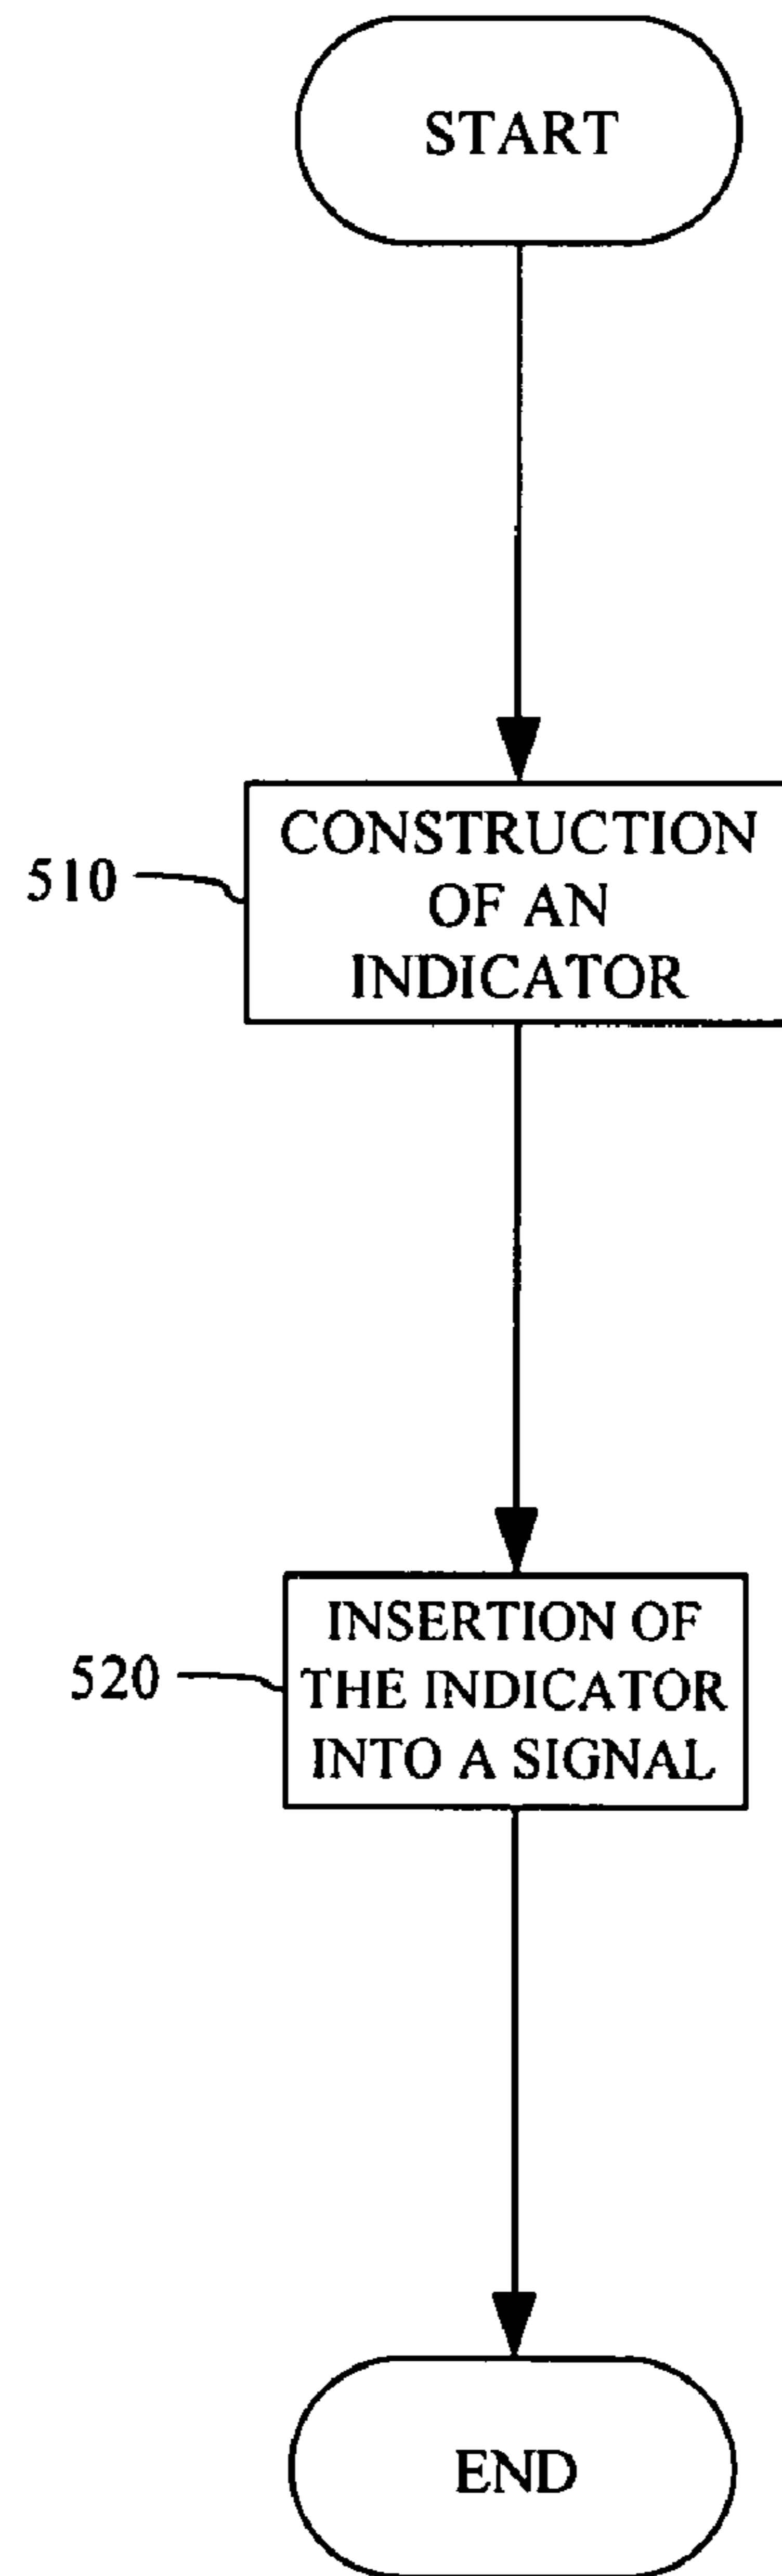 START
510
CONSTRUCTION
OF AN
INDICATOR
520
INSERTION OF
THE INDICATOR
INTO A SIGNAL
END